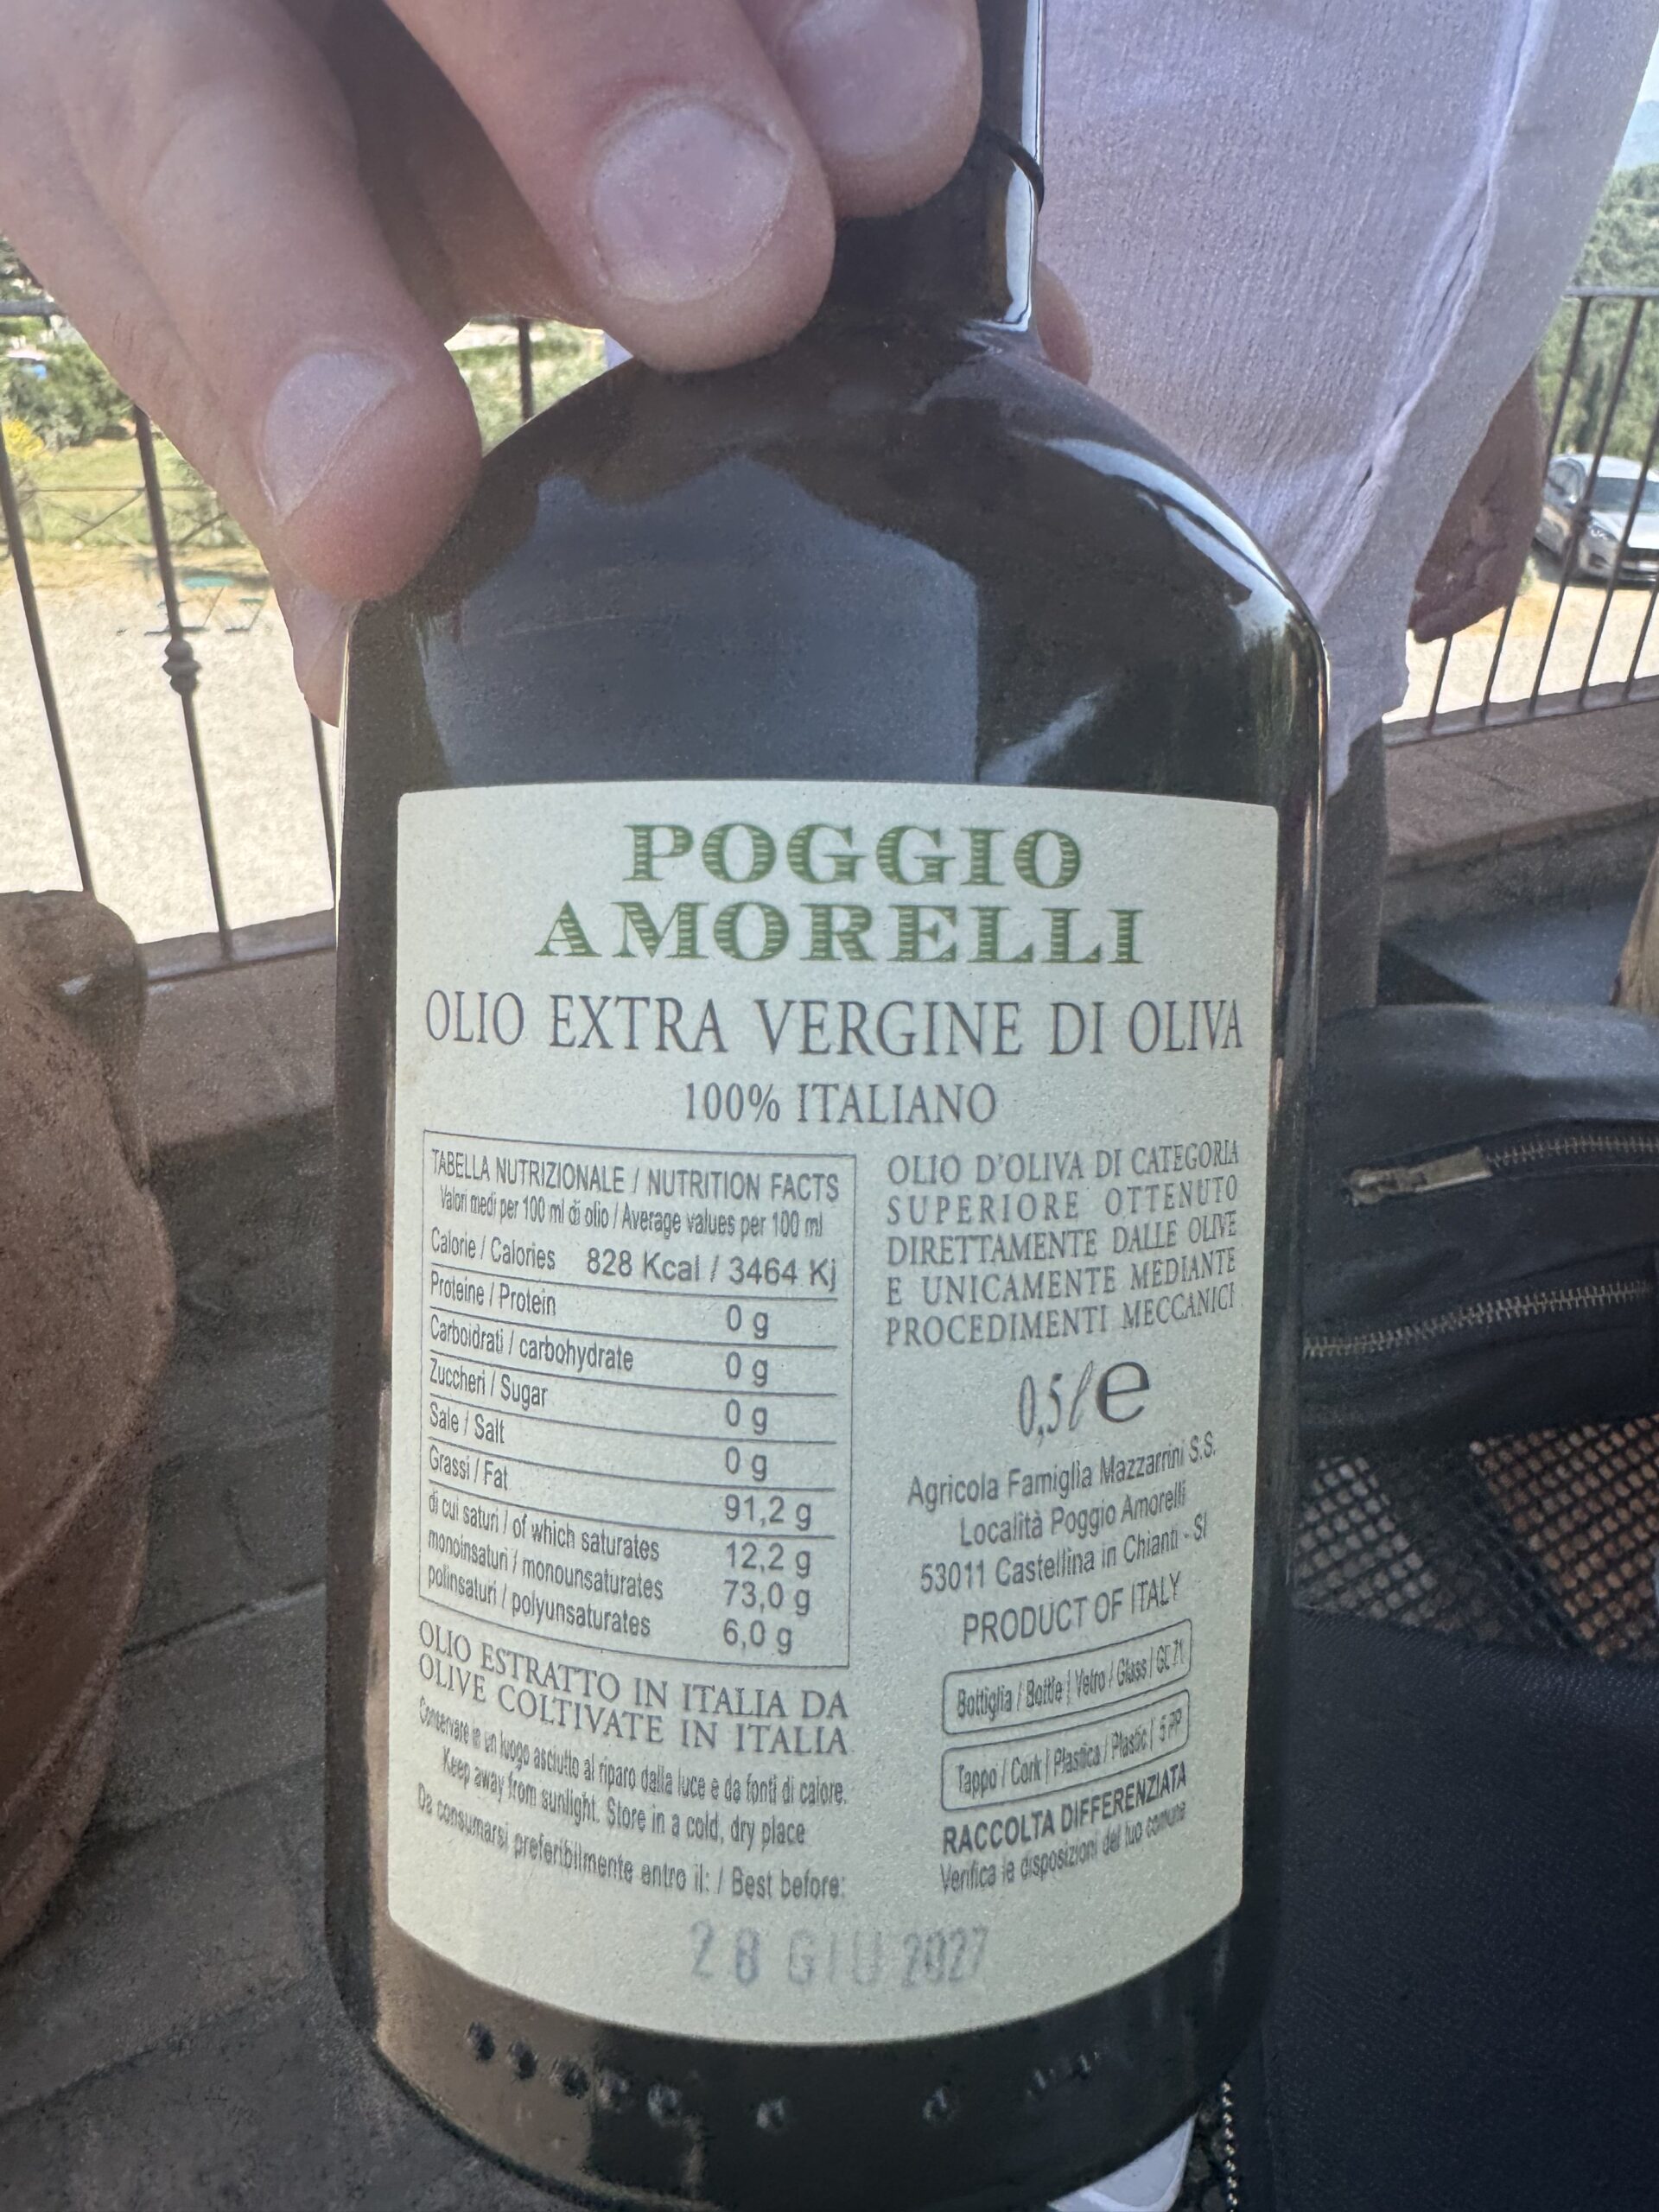 POGGIO
AMORELLI
OLIO EXTRA VERGINE DI OLIVA
100% ITALIANO
TABELLA NUTRIZIONALE / NUTRITION FACTS
Valori medi per 100 ml di olio / Average values per 100 ml
Calorie / Calories 828 Kcal / 3464 Kj
Proteine / Protein 0 g
Carboidrati / carbohydrate 0 g
Zuccheri / Sugar 0 g
Sale / Salt 0 g
Grassi / Fat 91,2 g
di cui saturi / of which saturates 12,2 g
monoinsaturi / monounsaturates 73,0 g
polinsaturi / polyunsaturates 6,0 g
OLIO ESTRATTO IN ITALIA DA
OLIVE COLTIVATE IN ITALIA
Conservare in un luogo asciutto al riparo dalla luce e da fonti di calore.
Keep away from sunlight. Store in a cold, dry place
Da consumarsi preferibilmente entro il: / Best before:
OLIO D'OLIVA DI CATEGORIA
SUPERIORE OTTENUTO
DIRETTAMENTE DALLE OLIVE
E UNICAMENTE MEDIANTE
PROCEDIMENTI MECCANICI
0,5 l e
Agricola Famiglia Mazzarrini S.S.
Località Poggio Amorelli
53011 Castellina in Chianti - SI
PRODUCT OF ITALY
Bottiglia / Bottle | Vetro / Glass | GL 71
Tappo / Cork | Plastica / Plastic | 5 PP
RACCOLTA DIFFERENZIATA
Verifica le disposizioni del tuo comune
28 GIU 2027